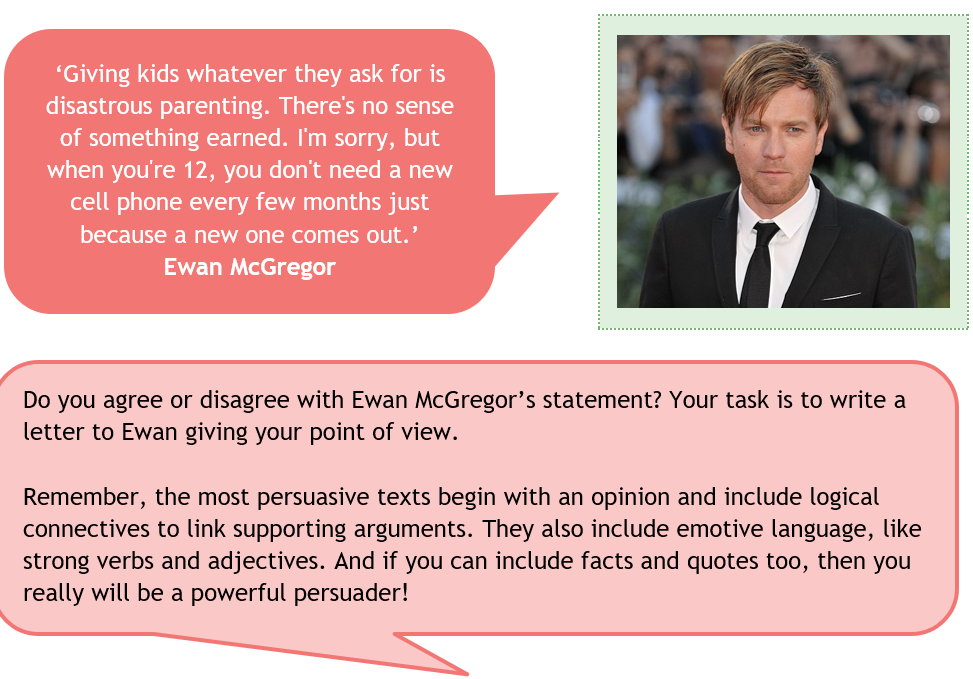 ‘Giving kids whatever they ask for is
disastrous parenting. There's no sense
of something earned. I'm sorry, but
when you're 12, you don't need a new
cell phone every few months just
because a new one comes out.’
Ewan McGregor
Do you agree or disagree with Ewan McGregor’s statement? Your task is to write a
letter to Ewan giving your point of view.
Remember, the most persuasive texts begin with an opinion and include logical
connectives to link supporting arguments. They also include emotive language, like
strong verbs and adjectives. And if you can include facts and quotes too, then you
really will be a powerful persuader!